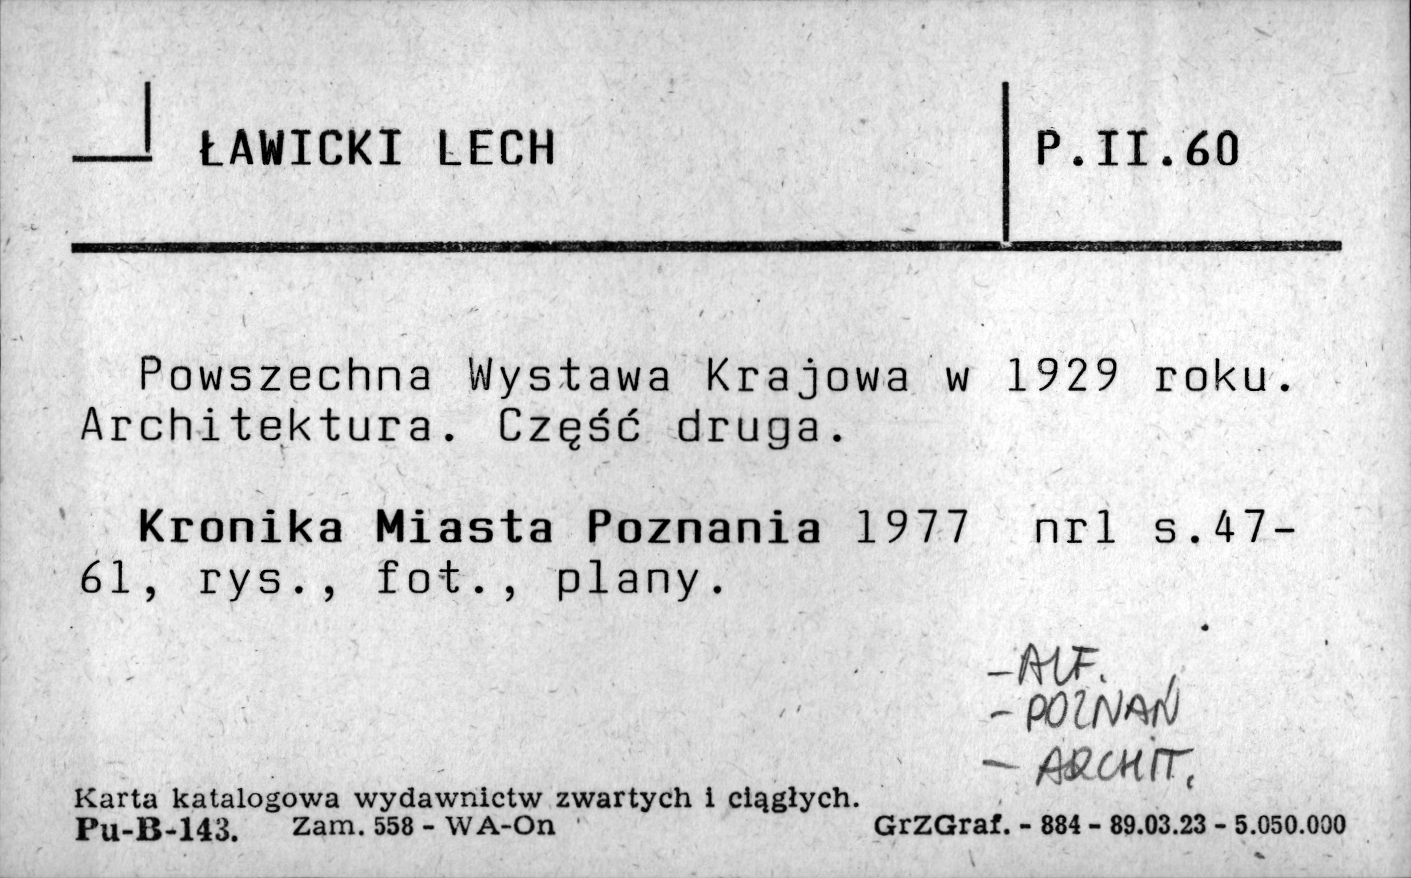 ŁAWICKI LECH
P.II.60
Powszechna Wystawa Krajowa w 1929 roku.
Architektura. Część druga.
Kronika Miasta Poznania 1977 nr1 s.47-
61, rys., fot., plany.
- ALF.
- POZNAŃ
- ARCHIT.
Karta katalogowa wydawnictw zwartych i ciągłych.
Pu-B-143. Zam. 558 - WA-On
GrZGraf. - 884 - 89.03.23 - 5.050.000